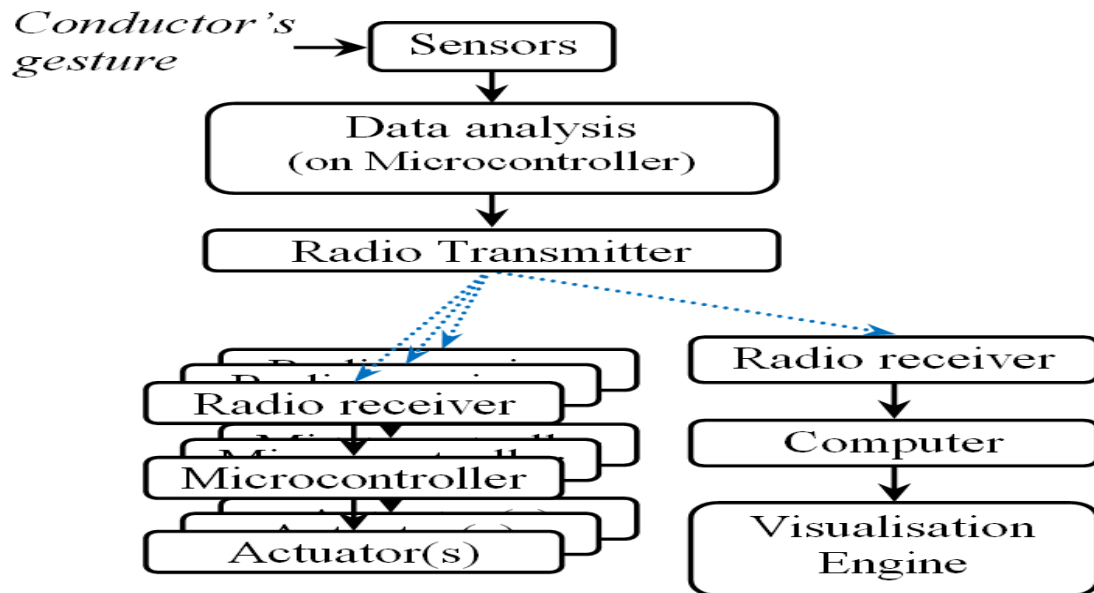 Conductor's
gesture
Sensors
Data analysis
(on Microcontroller)
Radio Transmitter
Radio receiver
Radio receiver
Microcontroller
Computer
Actuator(s)
Visualisation
Engine